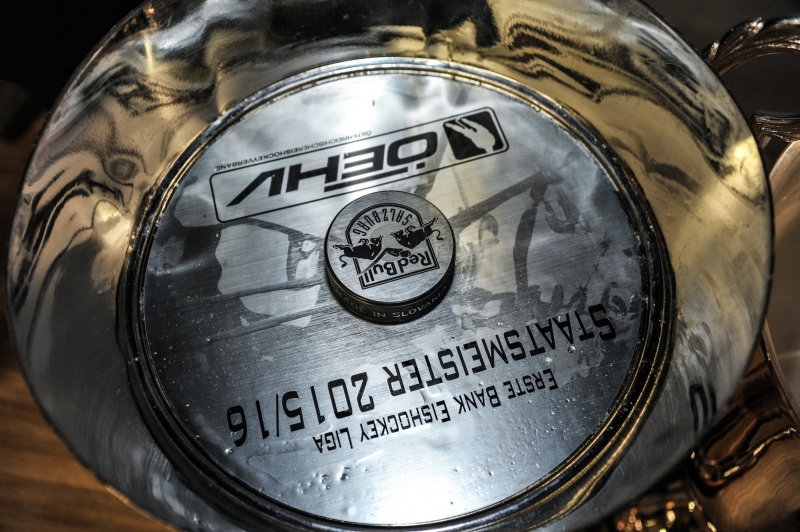 ÖEHV
ÖSTERREICHISCHER EISHOCKEYVERBAND
Red Bull
SALZBURG
MADE IN SLOVAKIA
ERSTE BANK EISHOCKEY LIGA
STAATSMEISTER 2015/16